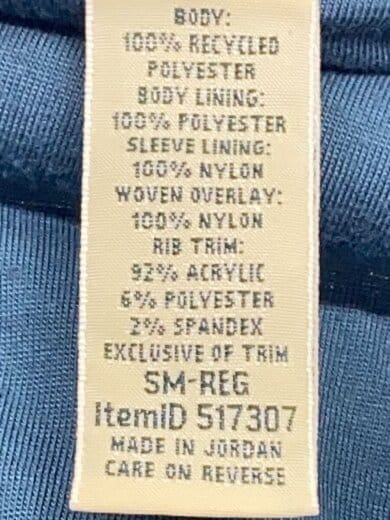 BODY:
100% RECYCLED
POLYESTER
BODY LINING:
100% POLYESTER
SLEEVE LINING:
100% NYLON
WOVEN OVERLAY:
100% NYLON
RIB TRIM:
92% ACRYLIC
6% POLYESTER
2% SPANDEX
EXCLUSIVE OF TRIM
SM-REG
ItemID 517307
MADE IN JORDAN
CARE ON REVERSE